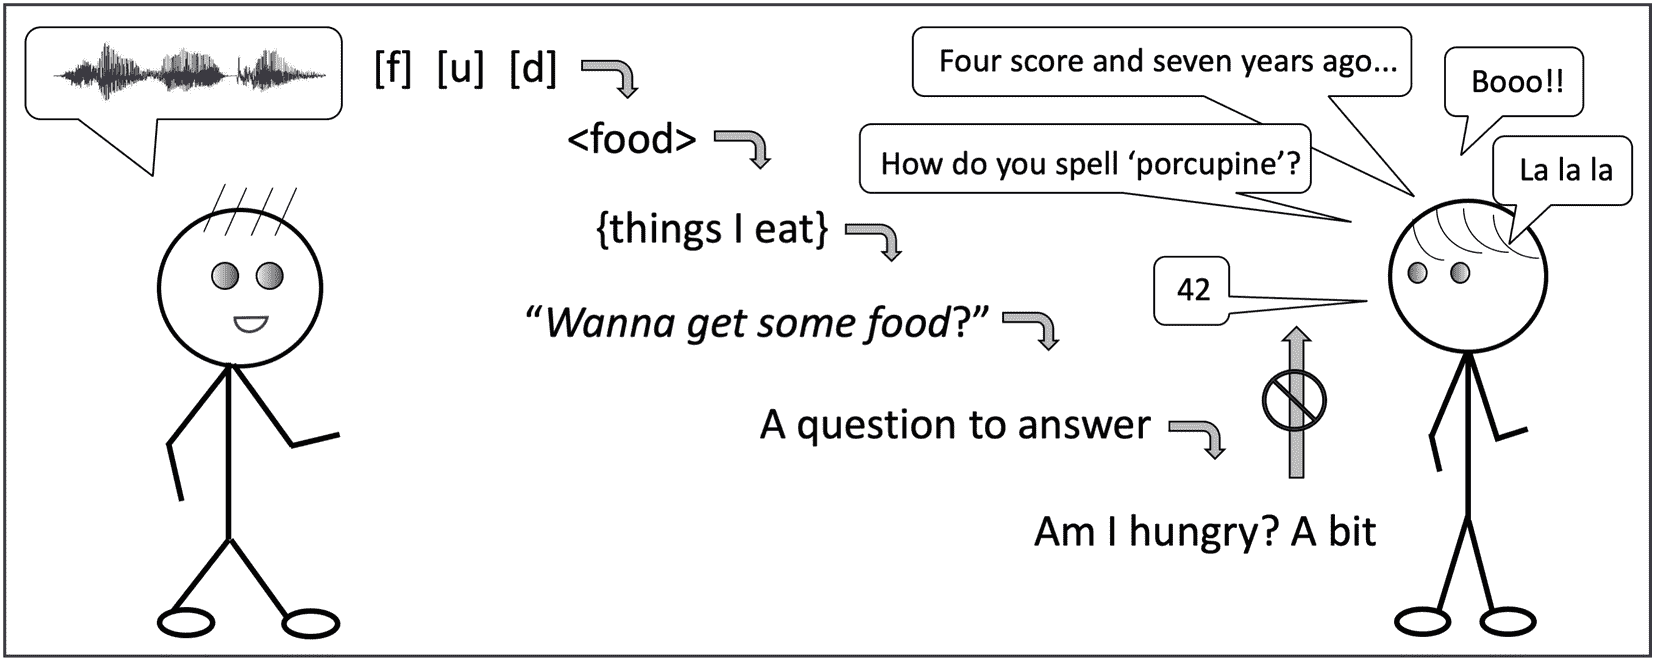 [f] [u] [d]
<food>
{things I eat}
“Wanna get some food?”
A question to answer
Am I hungry? A bit
Four score and seven years ago...
Booo!!
How do you spell ‘porcupine’?
La la la
42